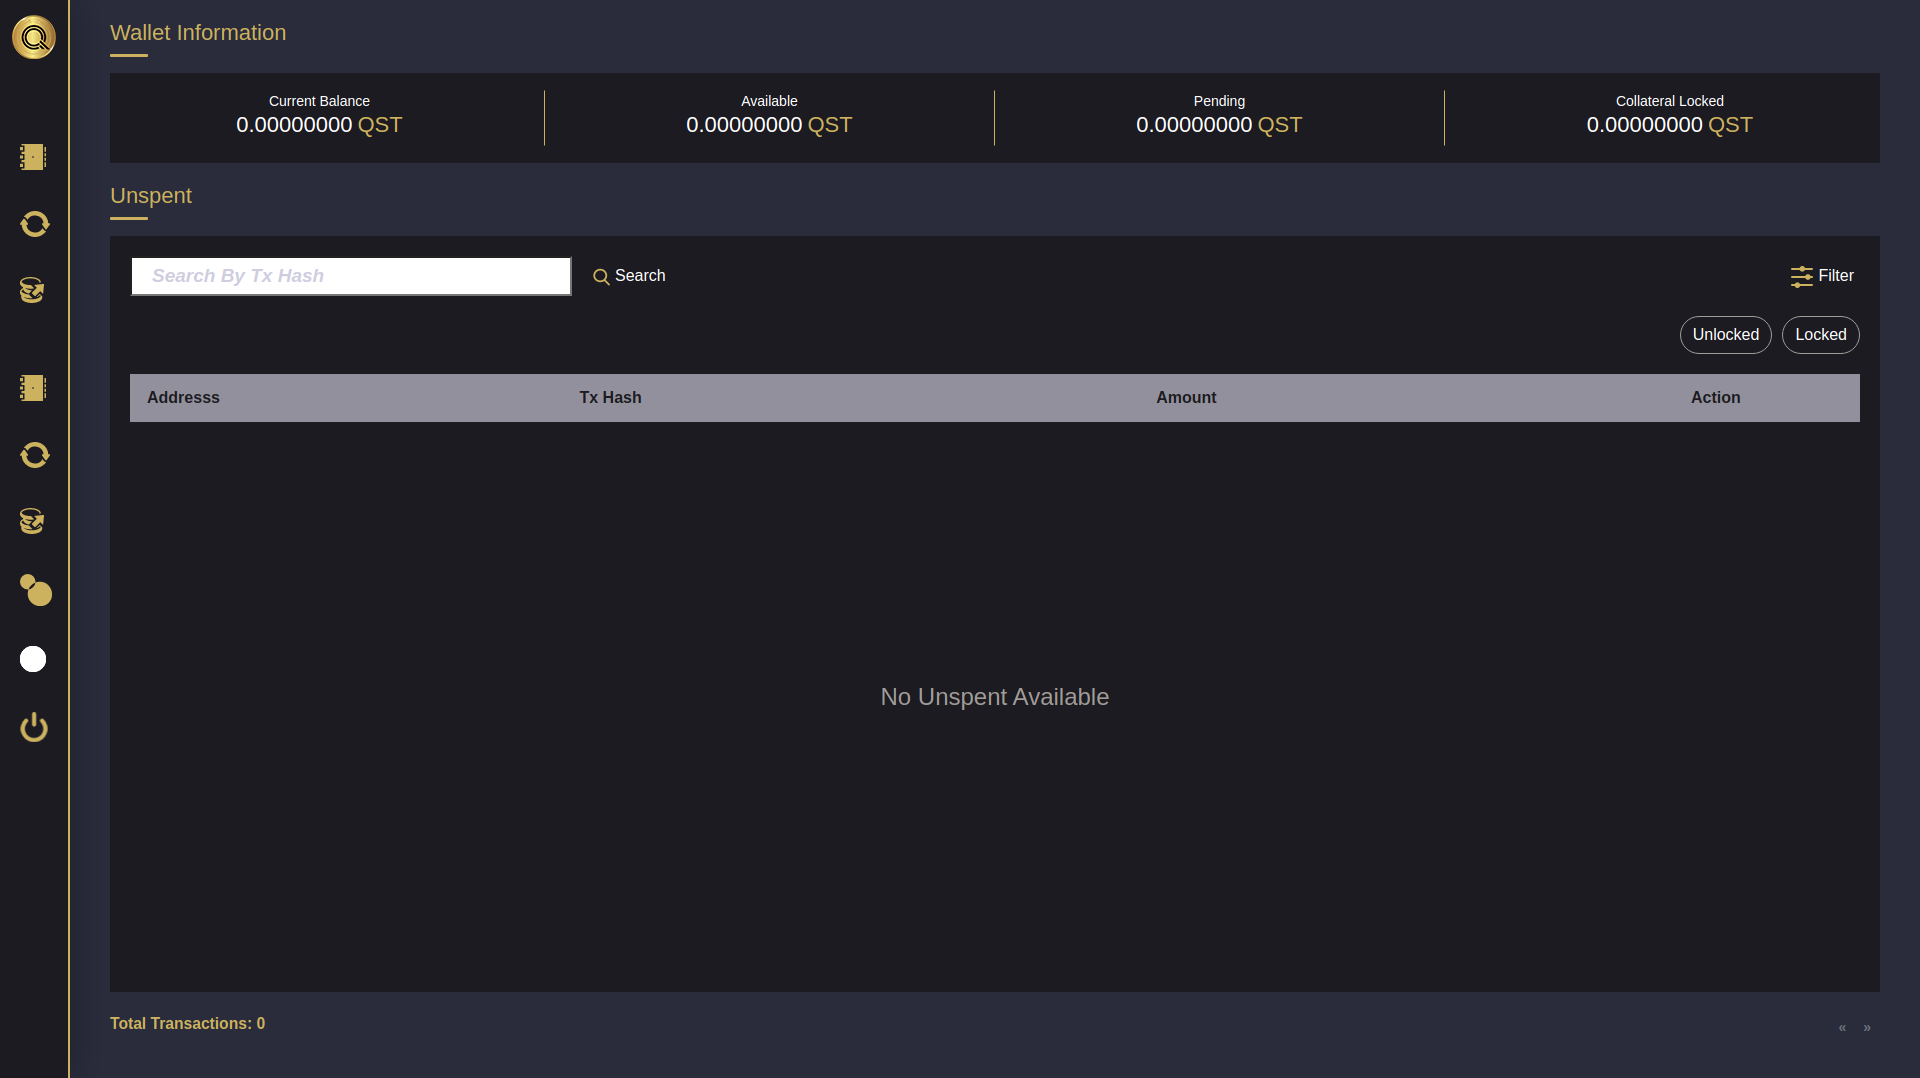 Wallet Information
Current Balance
0.00000000 QST
Available
0.00000000 QST
Pending
0.00000000 QST
Collateral Locked
0.00000000 QST
Unspent
Search By Tx Hash
Search
Filter
Unlocked
Locked
Addresss
Tx Hash
Amount
Action
No Unspent Available
Total Transactions: 0
« »